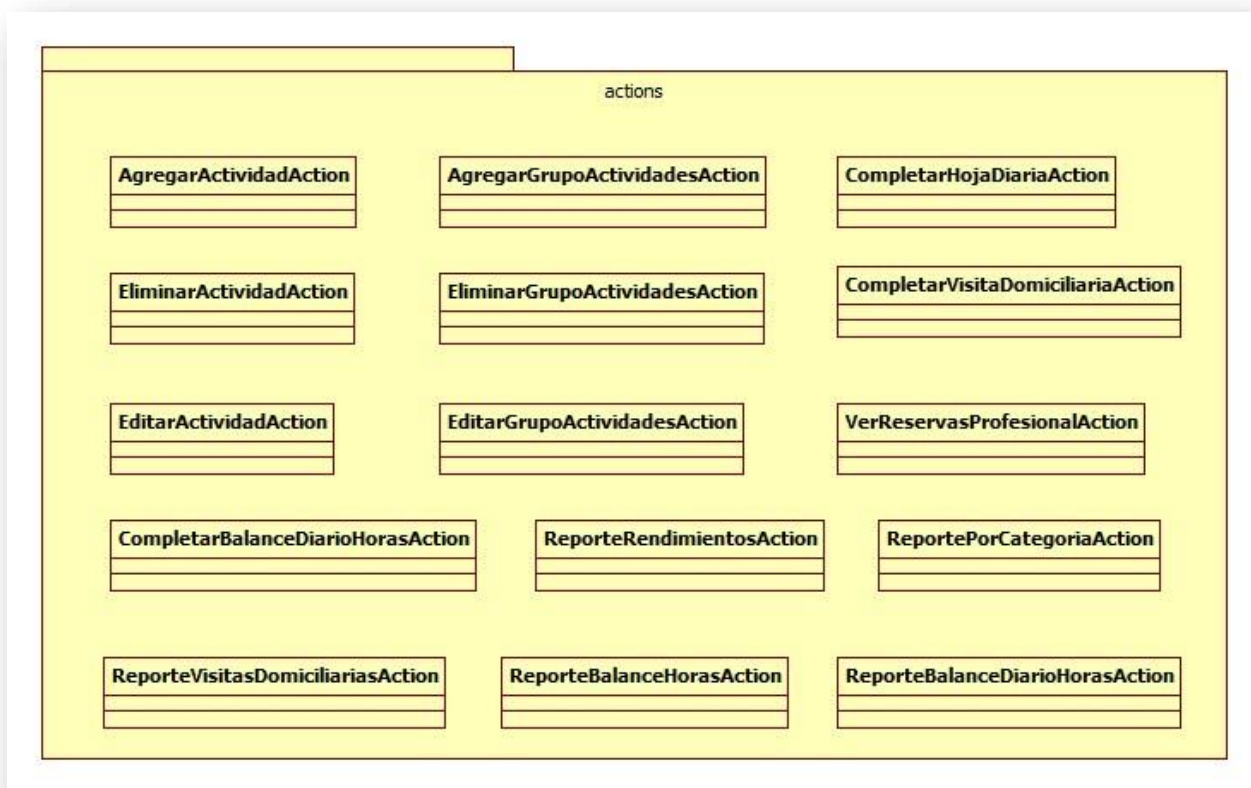 actions
AgregarActividadAction
AgregarGrupoActividadesAction
CompletarHojaDiariaAction
EliminarActividadAction
EliminarGrupoActividadesAction
CompletarVisitaDomiciliariaAction
EditarActividadAction
EditarGrupoActividadesAction
VerReservasProfesionalAction
CompletarBalanceDiarioHorasAction
ReporteRendimientosAction
ReportePorCategoriaAction
ReporteVisitasDomiciliariasAction
ReporteBalanceHorasAction
ReporteBalanceDiarioHorasAction